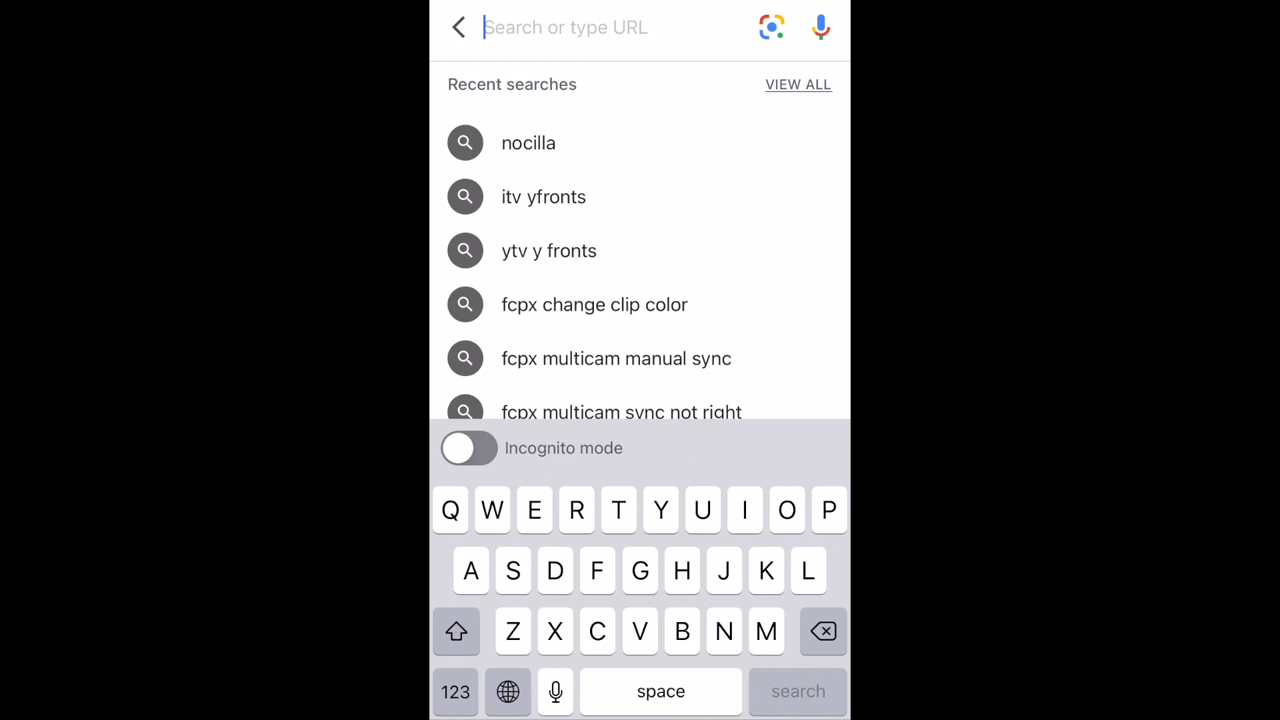 Search or type URL
Recent searches VIEW ALL
nocilla
itv yfronts
ytv y fronts
fcpx change clip color
fcpx multicam manual sync
fcpx multicam sync not right
Incognito mode
Q W E R T Y U I O P
A S D F G H J K L
Z X C V B N M
123 space search